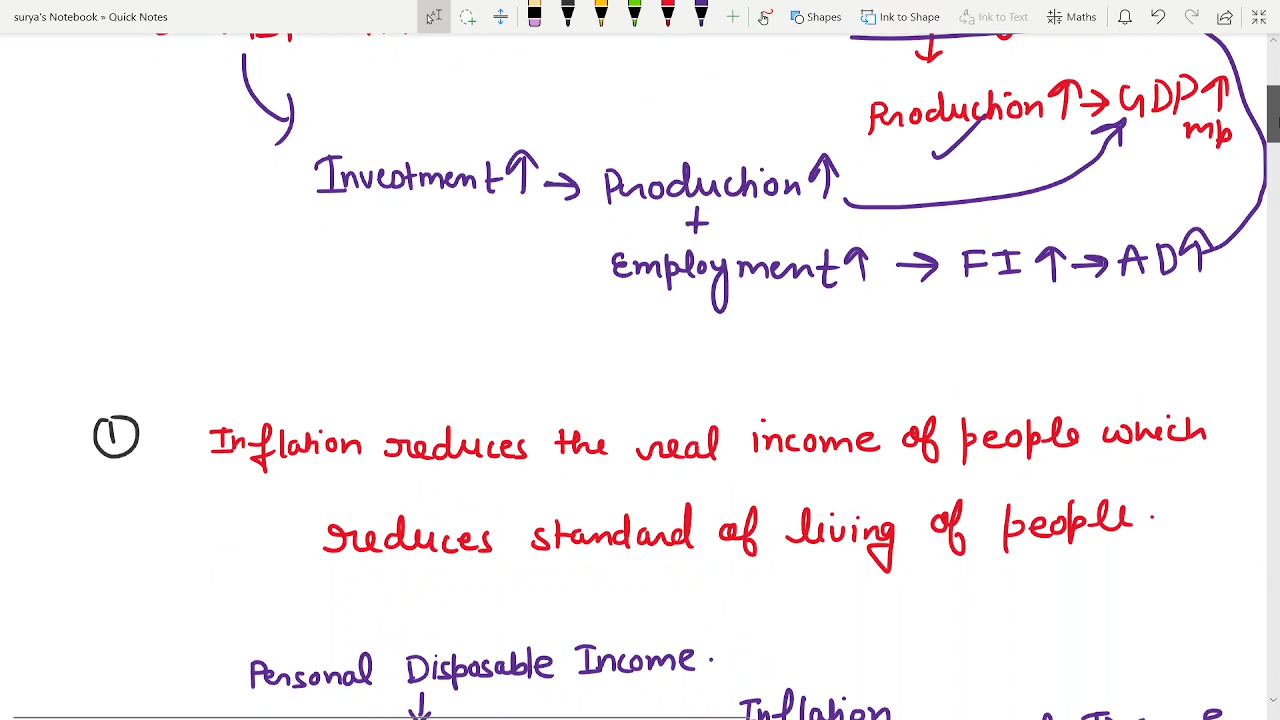 surya's Notebook » Quick Notes
Shapes Ink to Shape Ink to Text Maths
Production ↑ → GDP ↑
mp
Investment ↑ → Production ↑
+
Employment ↑ → FI ↑ → AD ↑
① Inflation reduces the real income of people which
reduces standard of living of people.
Personal Disposable Income.
↓
Inflation